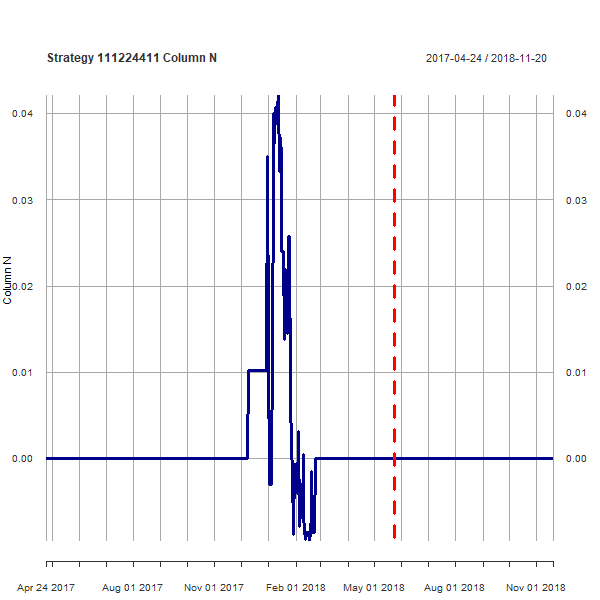 Strategy 111224411 Column N 2017-04-24 / 2018-11-20
0.04 0.04
0.03 0.03
0.02 0.02
0.01 0.01
0.00 0.00
Column N
Apr 24 2017 Aug 01 2017 Nov 01 2017 Feb 01 2018 May 01 2018 Aug 01 2018 Nov 01 2018